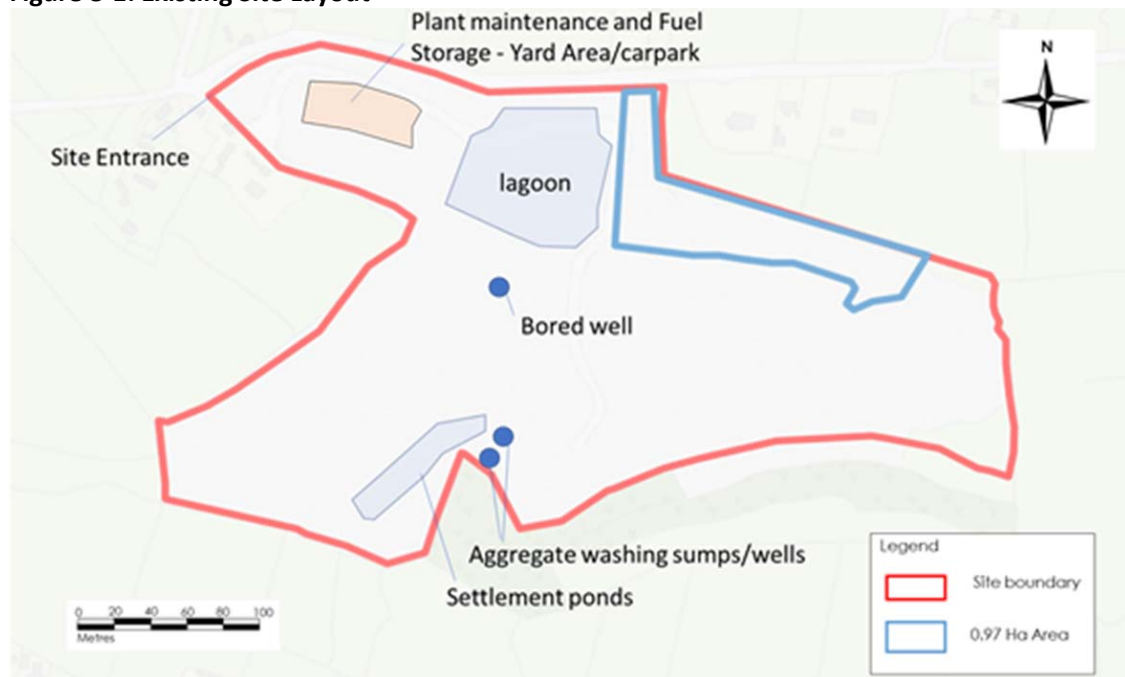 Plant maintenance and Fuel
Storage - Yard Area/carpark
N
Site Entrance
lagoon
Bored well
Aggregate washing sumps/wells
Settlement ponds
Legend
Site boundary
0.97 Ha Area
0 20 40 60 80 100
Metres